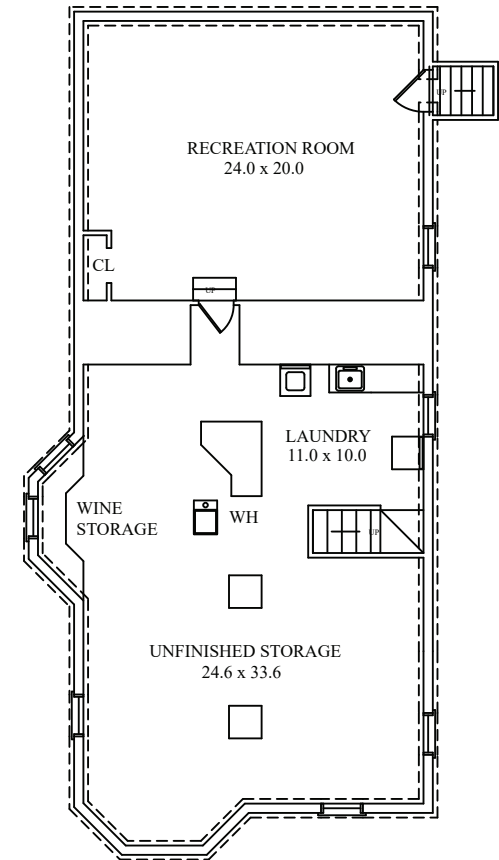 UP
RECREATION ROOM
24.0 x 20.0
CL
UP
LAUNDRY
11.0 x 10.0
WINE
STORAGE
WH
UP
UNFINISHED STORAGE
24.6 x 33.6